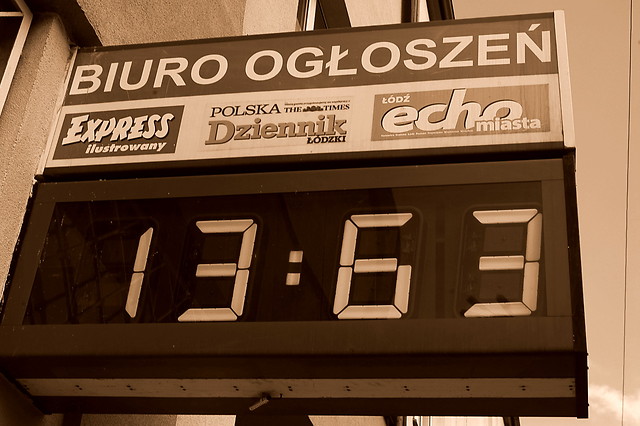 BIURO OGŁOSZEŃ
EXPRESS
ilustrowany
POLSKA THE TIMES
Dziennik
ŁÓDZKI
ŁÓDŹ
echo
miasta
13:63